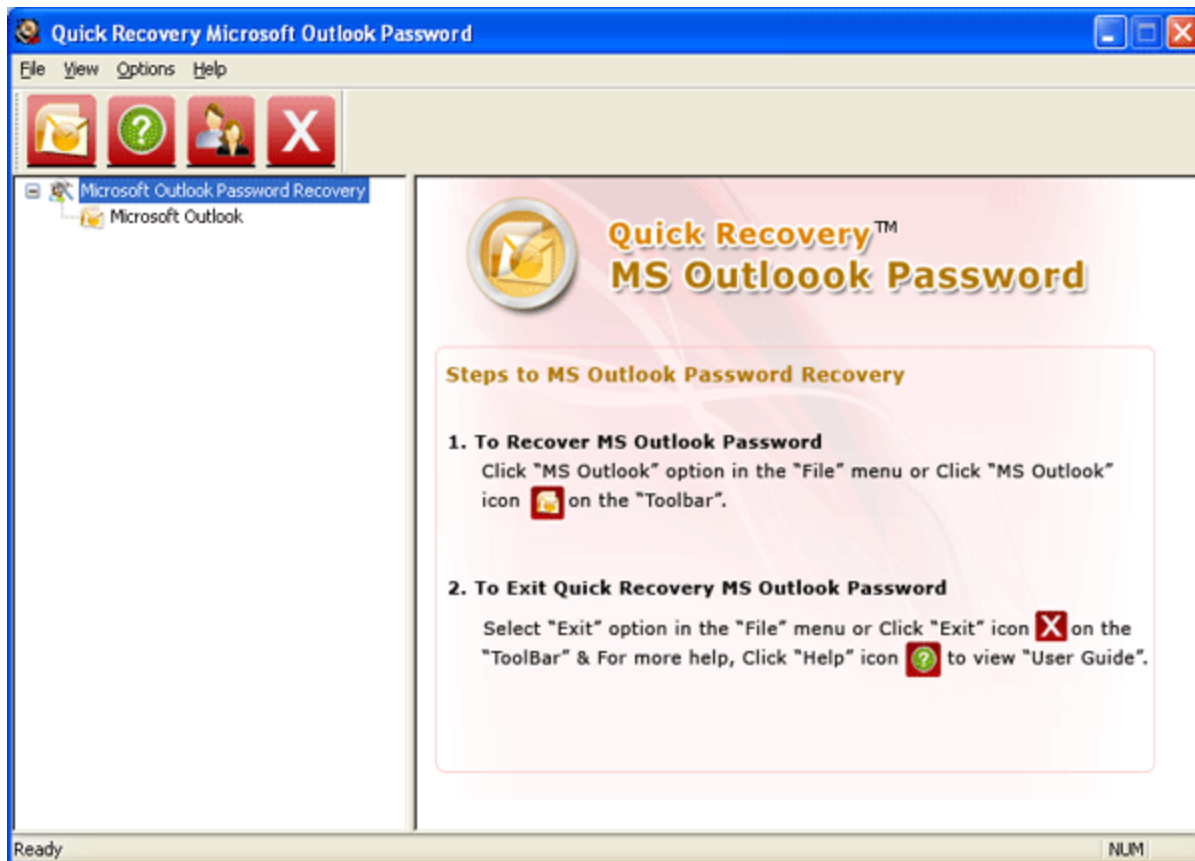 Quick Recovery Microsoft Outlook Password
File View Options Help
X
Microsoft Outlook Password Recovery
Microsoft Outlook
Quick Recovery™
MS Outloook Password
Steps to MS Outlook Password Recovery
1. To Recover MS Outlook Password
Click "MS Outlook" option in the "File" menu or Click "MS Outlook"
icon on the "Toolbar".
2. To Exit Quick Recovery MS Outlook Password
Select "Exit" option in the "File" menu or Click "Exit" icon X on the
"ToolBar" & For more help, Click "Help" icon ? to view "User Guide".
Ready NUM